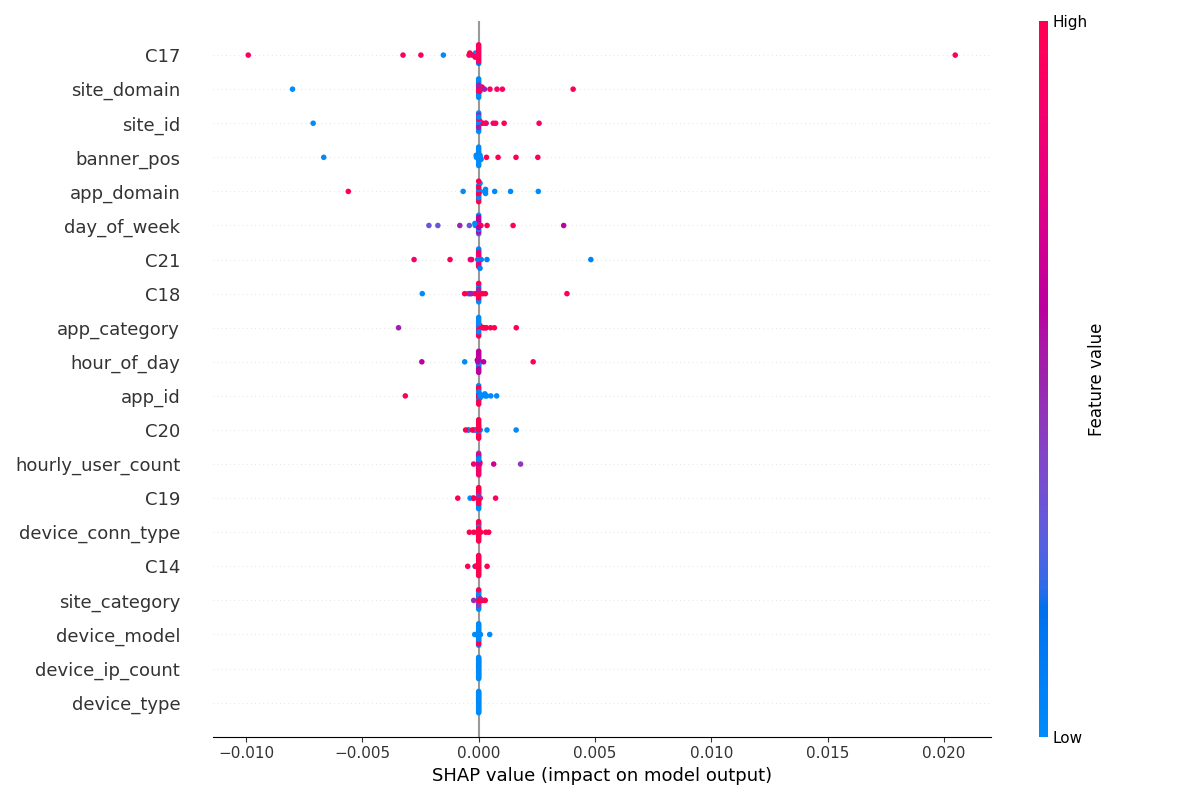 High
C17
site_domain
site_id
banner_pos
app_domain
day_of_week
C21
C18
app_category
hour_of_day
app_id
C20
hourly_user_count
C19
device_conn_type
C14
site_category
device_model
device_ip_count
device_type
Feature value
Low
−0.010 −0.005 0.000 0.005 0.010 0.015 0.020
SHAP value (impact on model output)